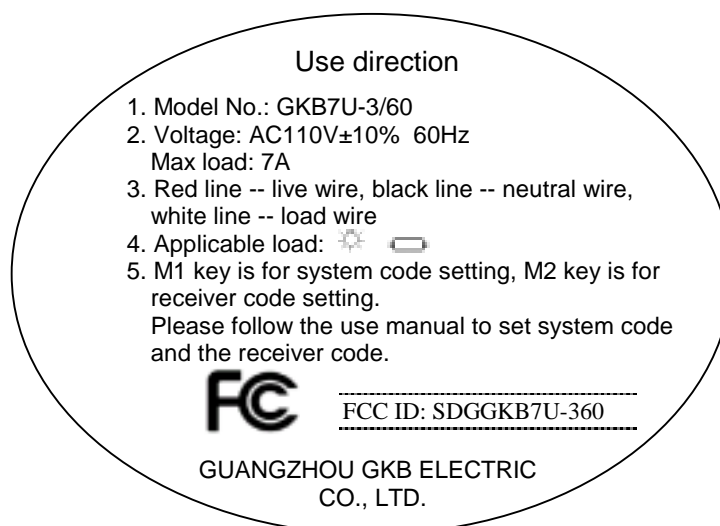 Use direction
1. Model No.: GKB7U-3/60
2. Voltage: AC110V±10%  60Hz
Max load: 7A
3. Red line -- live wire, black line -- neutral wire,
white line -- load wire
4. Applicable load:
5. M1 key is for system code setting, M2 key is for
receiver code setting.
Please follow the use manual to set system code
and the receiver code.
FC
FCC ID: SDGGKB7U-360
GUANGZHOU GKB ELECTRIC
CO., LTD.